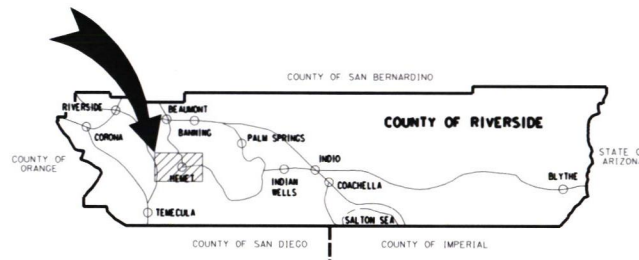 COUNTY OF SAN BERNARDINO
RIVERSIDE
BEAUMONT
COUNTY OF RIVERSIDE
CORONA
BANNING
PALM SPRINGS
COUNTY OF
ORANGE
STATE O
ARIZONA
HEMET
INDIO
INDIAN
WELLS
COACHELLA
BLYTHE
TEMECULA
SALTON SEA
COUNTY OF SAN DIEGO
COUNTY OF IMPERIAL